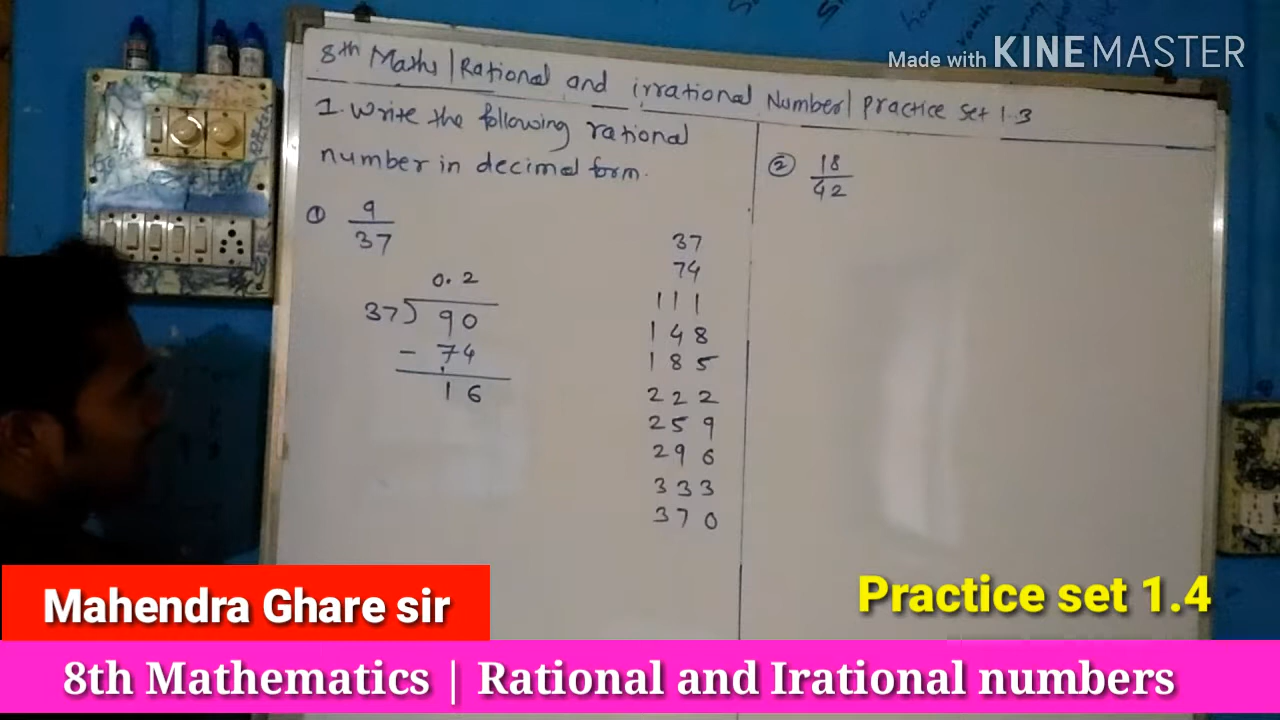 Made with KINEMASTER
8th Maths | Rational and irrational Number | Practice set 1.3
1. Write the following rational
number in decimal form.
① 9
37
0.2
37) 90
- 74
16
37
74
111
148
185
222
259
296
333
370
② 18
42
Mahendra Ghare sir
Practice set 1.4
8th Mathematics | Rational and Irational numbers